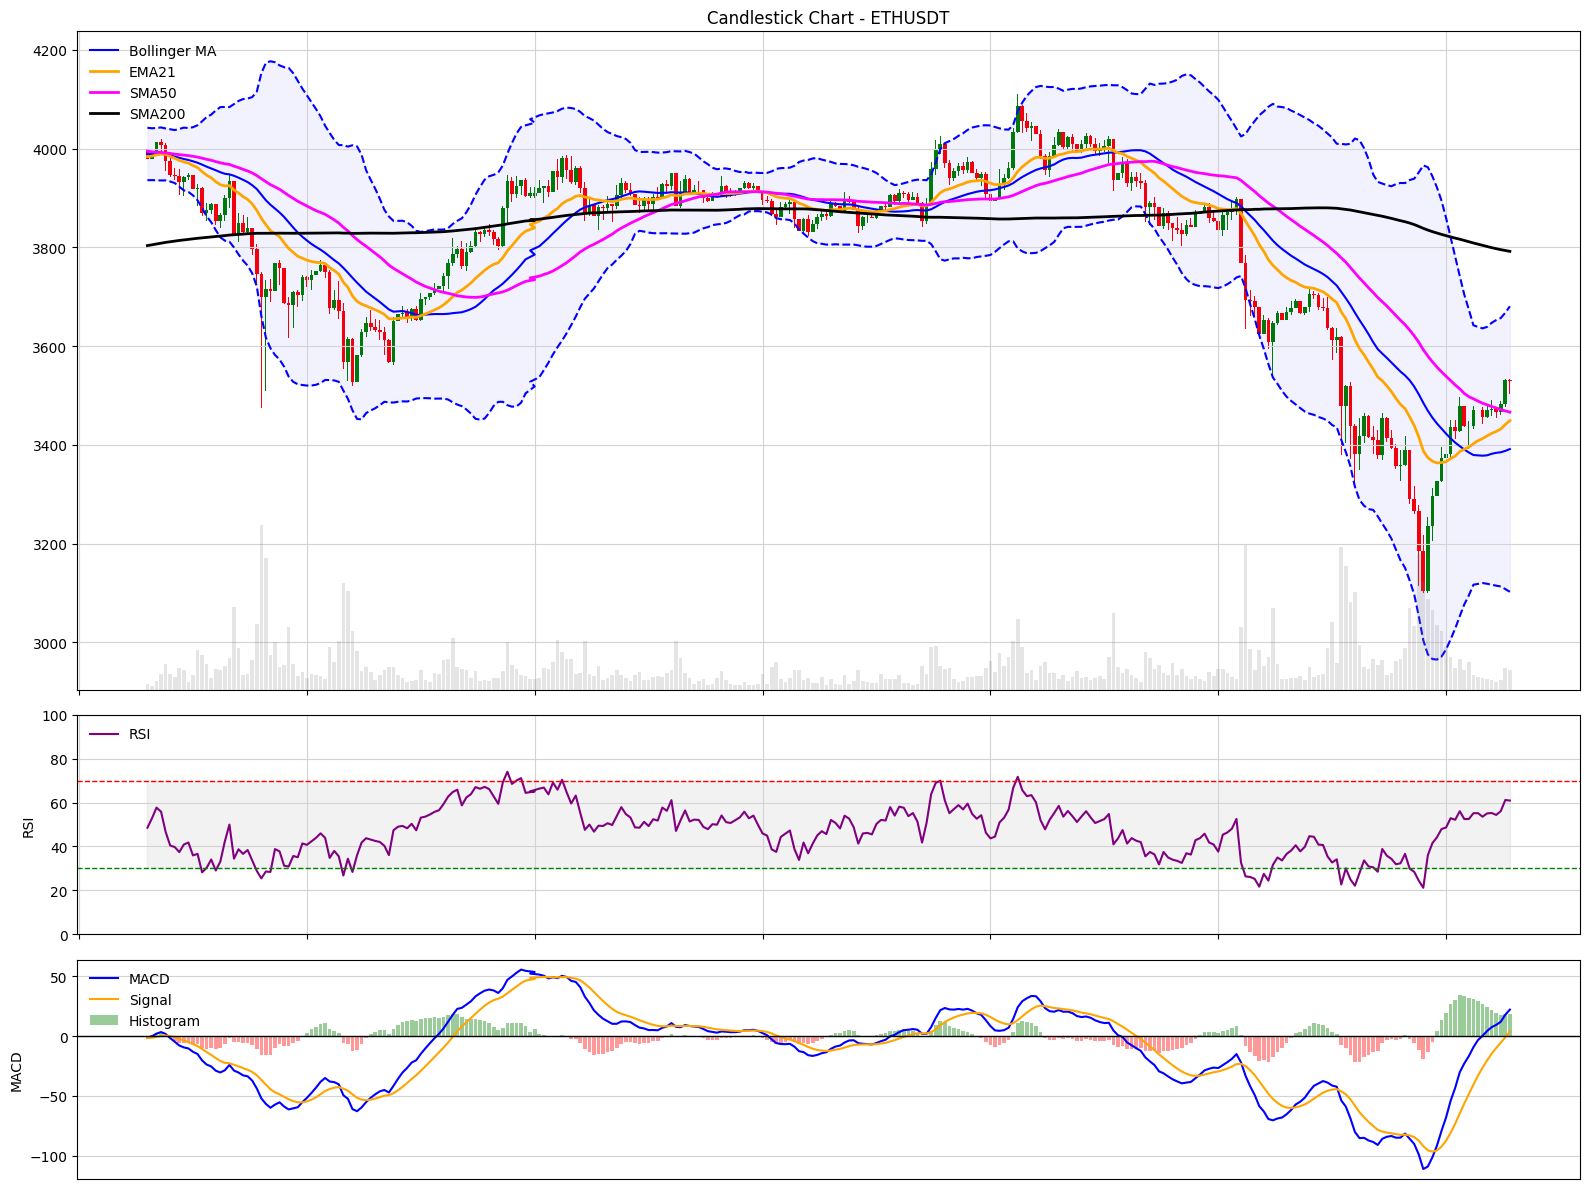 Candlestick Chart - ETHUSDT
Bollinger MA
EMA21
SMA50
SMA200
4200
4000
3800
3600
3400
3200
3000
RSI
RSI
100
80
60
40
20
0
MACD
Signal
Histogram
MACD
50
0
−50
−100